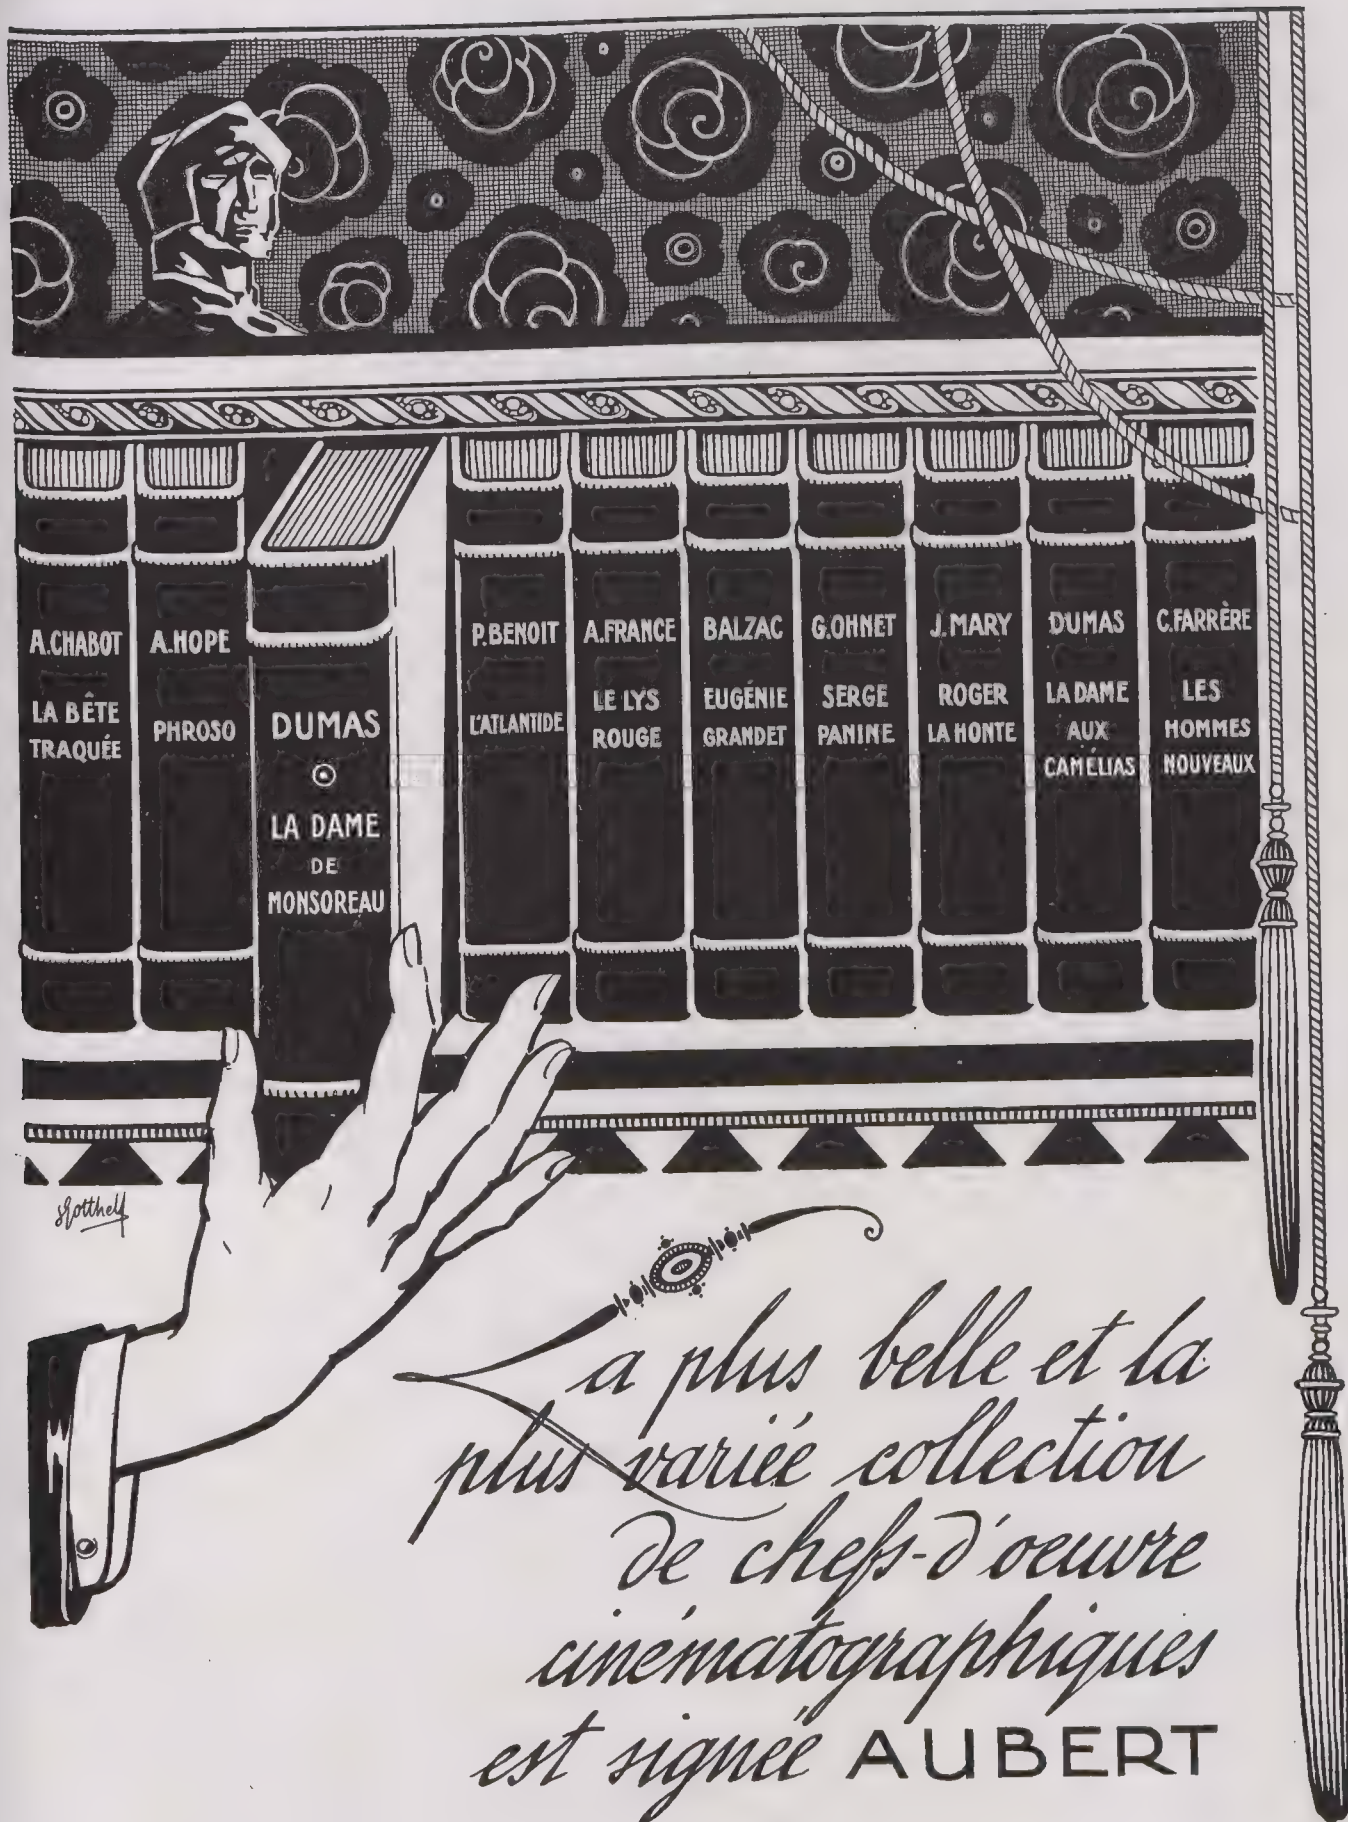 A.CHABOT
LA BÊTE
TRAQUÉE
A.HOPE
PHROSO
DUMAS
LA DAME
DE
MONSOREAU
P.BENOIT
L'ATLANTIDE
A.FRANCE
LE LYS
ROUGE
BALZAC
EUGÉNIE
GRANDET
G.OHNET
SERGE
PANINE
J.MARY
ROGER
LA HONTE
DUMAS
LA DAME
AUX
CAMÉLIAS
C.FARRÈRE
LES
HOMMES
NOUVEAUX
La plus belle et la
plus variée collection
de chefs-d'oeuvre
cinématographiques
est signée AUBERT